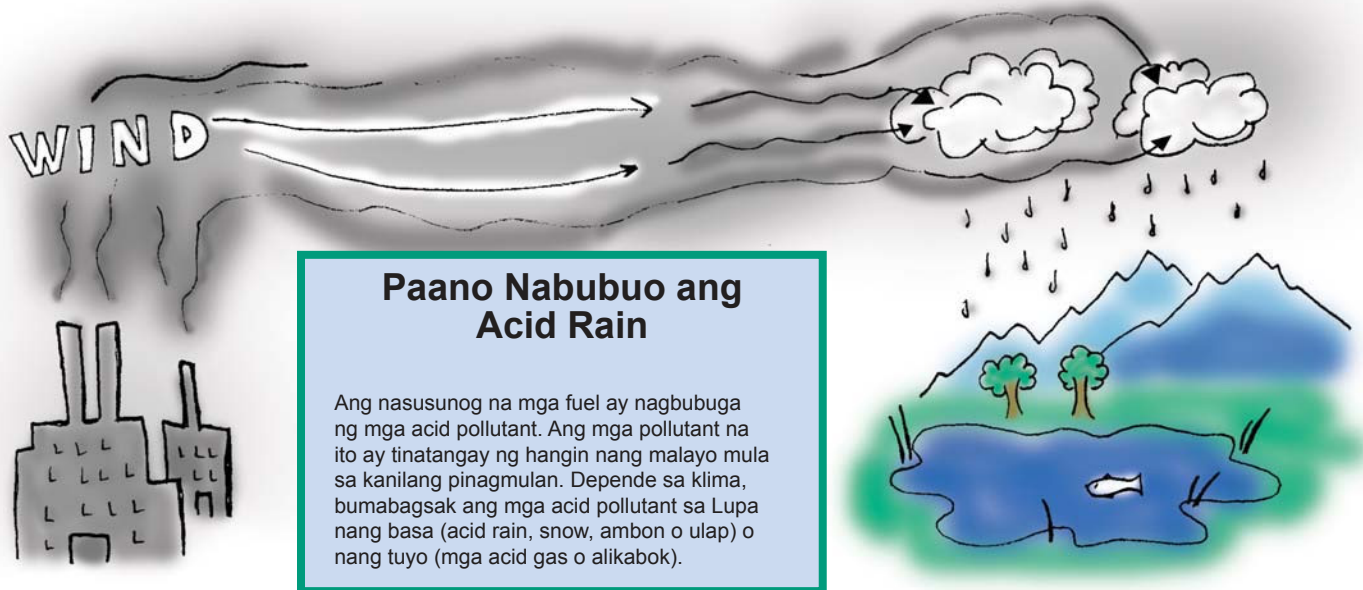 WIND
Paano Nabubuo ang
Acid Rain
Ang nasusunog na mga fuel ay nagbubuga
ng mga acid pollutant. Ang mga pollutant na
ito ay tinatangay ng hangin nang malayo mula
sa kanilang pinagmulan. Depende sa klima,
bumabagsak ang mga acid pollutant sa Lupa
nang basa (acid rain, snow, ambon o ulap) o
nang tuyo (mga acid gas o alikabok).